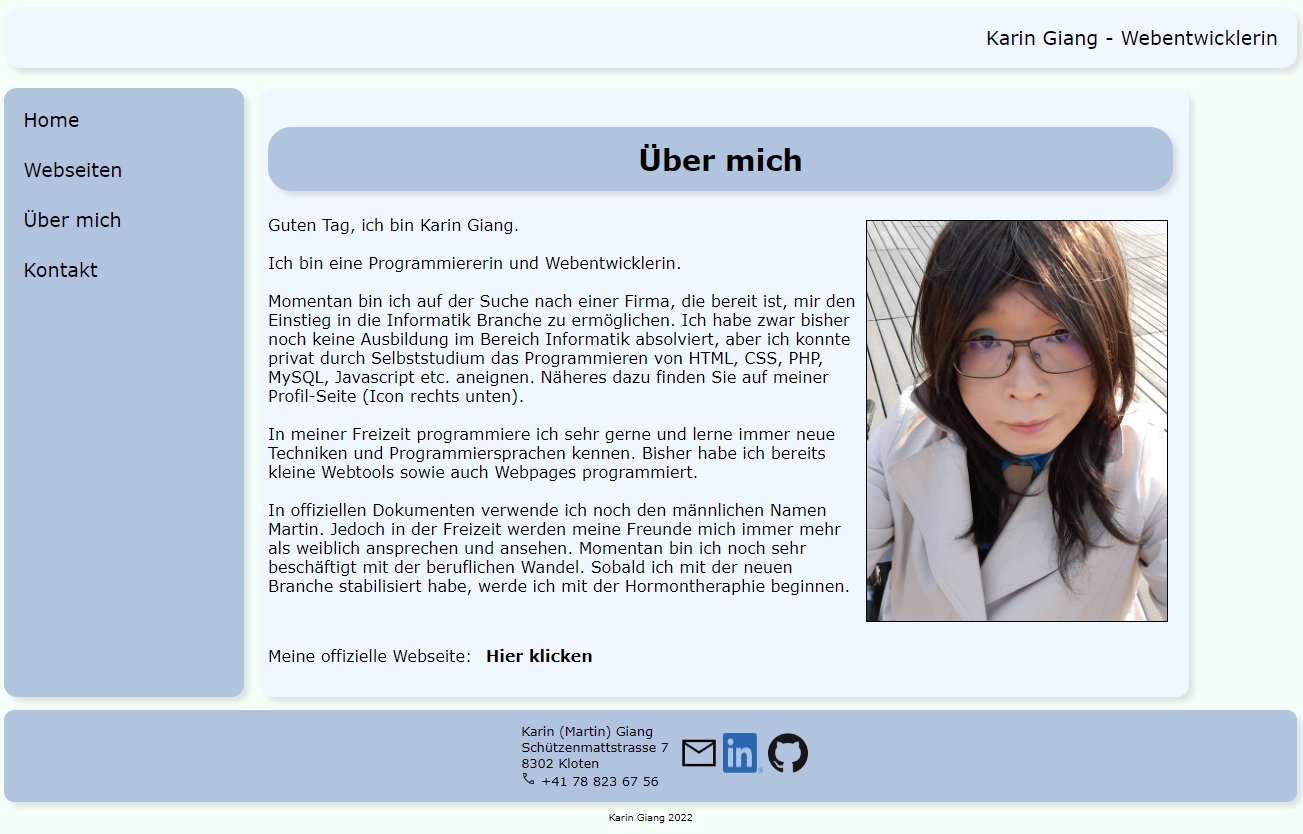 Karin Giang - Webentwicklerin
Home
Webseiten
Über mich
Kontakt
Über mich
Guten Tag, ich bin Karin Giang.
Ich bin eine Programmiererin und Webentwicklerin.
Momentan bin ich auf der Suche nach einer Firma, die bereit ist, mir den
Einstieg in die Informatik Branche zu ermöglichen. Ich habe zwar bisher
noch keine Ausbildung im Bereich Informatik absolviert, aber ich konnte
privat durch Selbststudium das Programmieren von HTML, CSS, PHP,
MySQL, Javascript etc. aneignen. Näheres dazu finden Sie auf meiner
Profil-Seite (Icon rechts unten).
In meiner Freizeit programmiere ich sehr gerne und lerne immer neue
Techniken und Programmiersprachen kennen. Bisher habe ich bereits
kleine Webtools sowie auch Webpages programmiert.
In offiziellen Dokumenten verwende ich noch den männlichen Namen
Martin. Jedoch in der Freizeit werden meine Freunde mich immer mehr
als weiblich ansprechen und ansehen. Momentan bin ich noch sehr
beschäftigt mit der beruflichen Wandel. Sobald ich mit der neuen
Branche stabilisiert habe, werde ich mit der Hormontheraphie beginnen.
Meine offizielle Webseite: Hier klicken
Karin (Martin) Giang
Schützenmattstrasse 7
8302 Kloten
+41 78 823 67 56
in
Karin Giang 2022